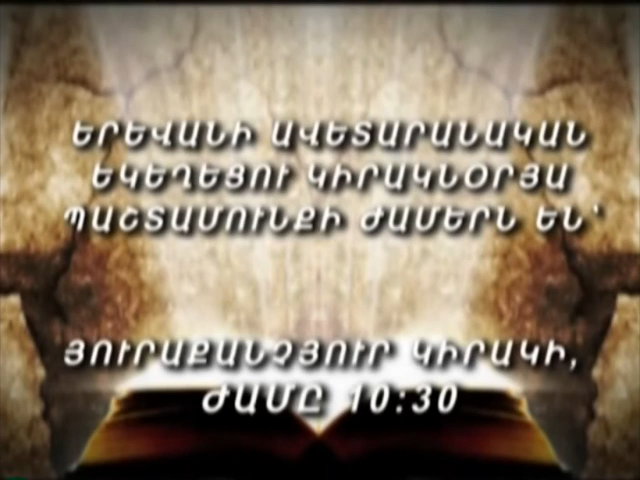 ԵՐԵՎԱՆԻ ԱՎԵՏԱՐԱՆԱԿԱՆ
ԵԿԵՂԵՑՈՒ ԿԻՐԱԿՆՕՐՅԱ
ՊԱՇՏԱՄՈՒՆՔԻ ԺԱՄԵՐՆ ԵՆ՝
ՅՈՒՐԱՔԱՆՉՅՈՒՐ ԿԻՐԱԿԻ,
ԺԱՄԸ 10:30